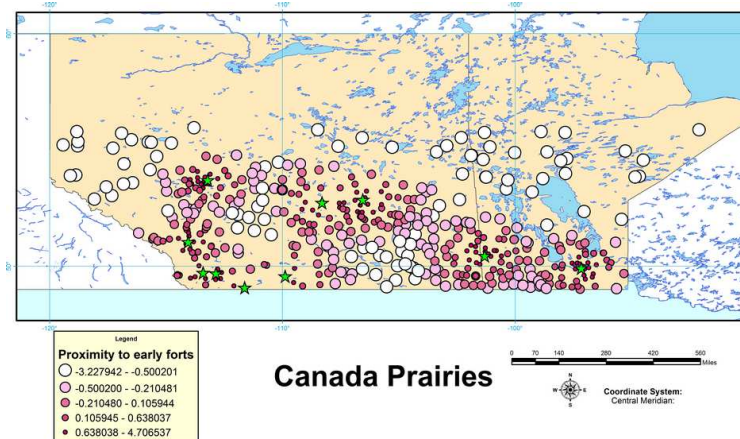 -120°
-110°
-100°
60°
60°
50°
50°
-120°
-110°
-100°
Legend
Proximity to early forts
-3.227942 - -0.500201
-0.500200 - -0.210481
-0.210480 - 0.105944
0.105945 - 0.638037
0.638038 - 4.706537
Canada Prairies
0 70 140 280 420 560
Miles
N
W E
S
Coordinate System:
Central Meridian: